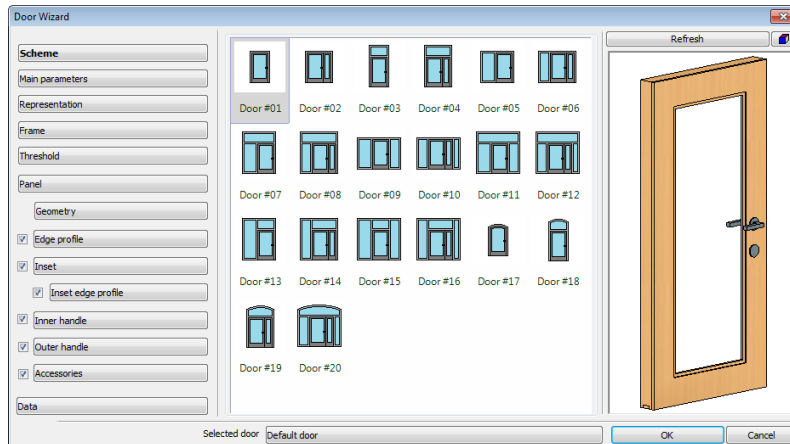 Door Wizard
Scheme
Main parameters
Representation
Frame
Threshold
Panel
Geometry
Edge profile
Inset
Inset edge profile
Inner handle
Outer handle
Accessories
Data
Door #01 Door #02 Door #03 Door #04 Door #05 Door #06
Door #07 Door #08 Door #09 Door #10 Door #11 Door #12
Door #13 Door #14 Door #15 Door #16 Door #17 Door #18
Door #19 Door #20
Refresh
Selected door Default door
OK Cancel